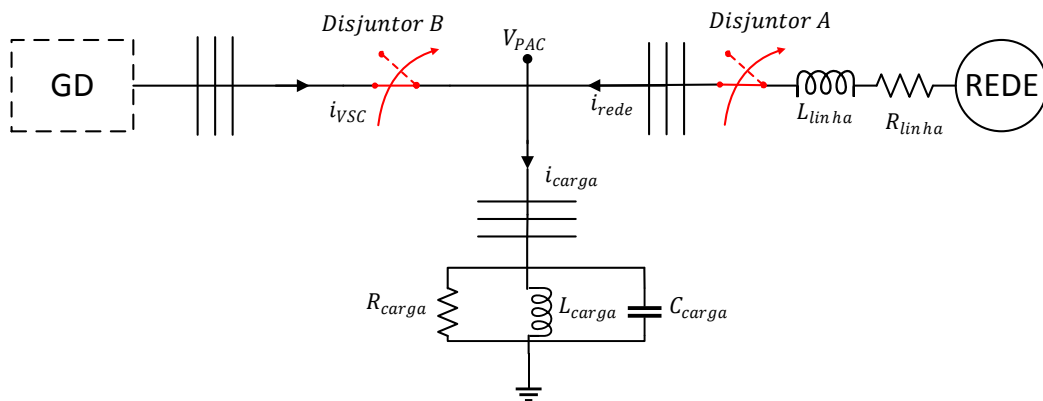 Disjuntor B
V_PAC
Disjuntor A
GD
i_VSC
i_rede
L_linha
R_linha
REDE
i_carga
R_carga
L_carga
C_carga